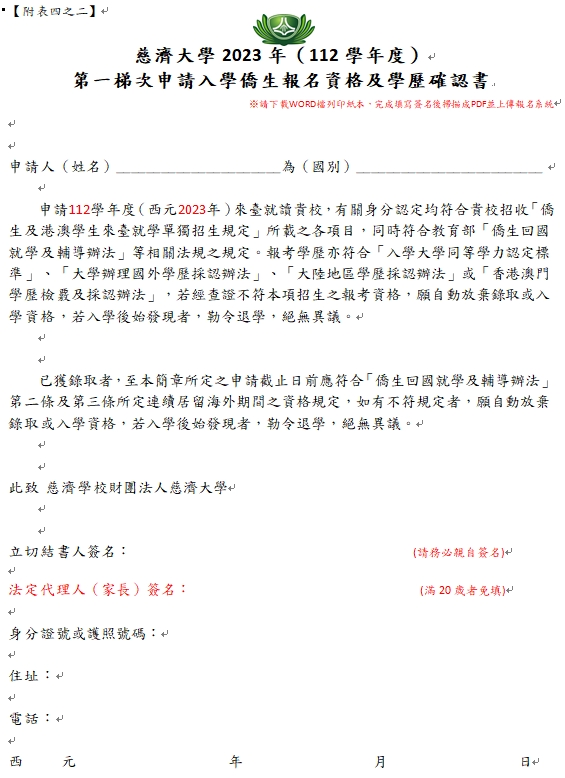 【附表四之二】
慈濟大學 2023 年（112 學年度）
第一梯次申請入學僑生報名資格及學歷確認書
※請下載WORD檔列印紙本，完成填寫簽名後掃描成PDF並上傳報名系統
申請人（姓名）______________________為（國別）_________________________
申請112學年度（西元2023年）來臺就讀貴校，有關身分認定均符合貴校招收「僑
生及港澳學生來臺就學單獨招生規定」所載之各項目，同時符合教育部「僑生回國
就學及輔導辦法」等相關法規之規定。報考學歷亦符合「入學大學同等學力認定標
準」、「大學辦理國外學歷採認辦法」、「大陸地區學歷採認辦法」或「香港澳門
學歷檢覈及採認辦法」，若經查證不符本項招生之報考資格，願自動放棄錄取或入
學資格，若入學後始發現者，勒令退學，絕無異議。
已獲錄取者，至本簡章所定之申請截止日前應符合「僑生回國就學及輔導辦法」
第二條及第三條所定連續居留海外期間之資格規定，如有不符規定者，願自動放棄
錄取或入學資格，若入學後始發現者，勒令退學，絕無異議。
此致 慈濟學校財團法人慈濟大學
立切結書人簽名： (請務必親自簽名)
法定代理人（家長）簽名： (滿 20 歲者免填)
身分證號或護照號碼：
住址：
電話：
西 元 年 月 日